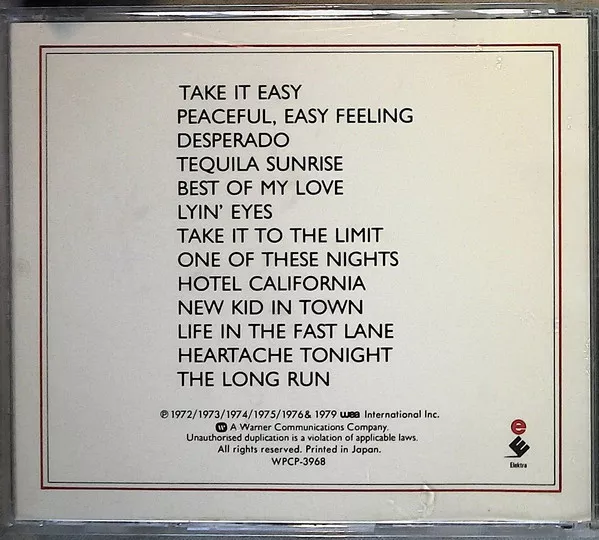 TAKE IT EASY
PEACEFUL, EASY FEELING
DESPERADO
TEQUILA SUNRISE
BEST OF MY LOVE
LYIN' EYES
TAKE IT TO THE LIMIT
ONE OF THESE NIGHTS
HOTEL CALIFORNIA
NEW KID IN TOWN
LIFE IN THE FAST LANE
HEARTACHE TONIGHT
THE LONG RUN
℗ 1972/1973/1974/1975/1976 & 1979 wea International Inc.
W A Warner Communications Company.
Unauthorised duplication is a violation of applicable laws.
All rights reserved. Printed in Japan.
WPCP-3968
e
Elektra